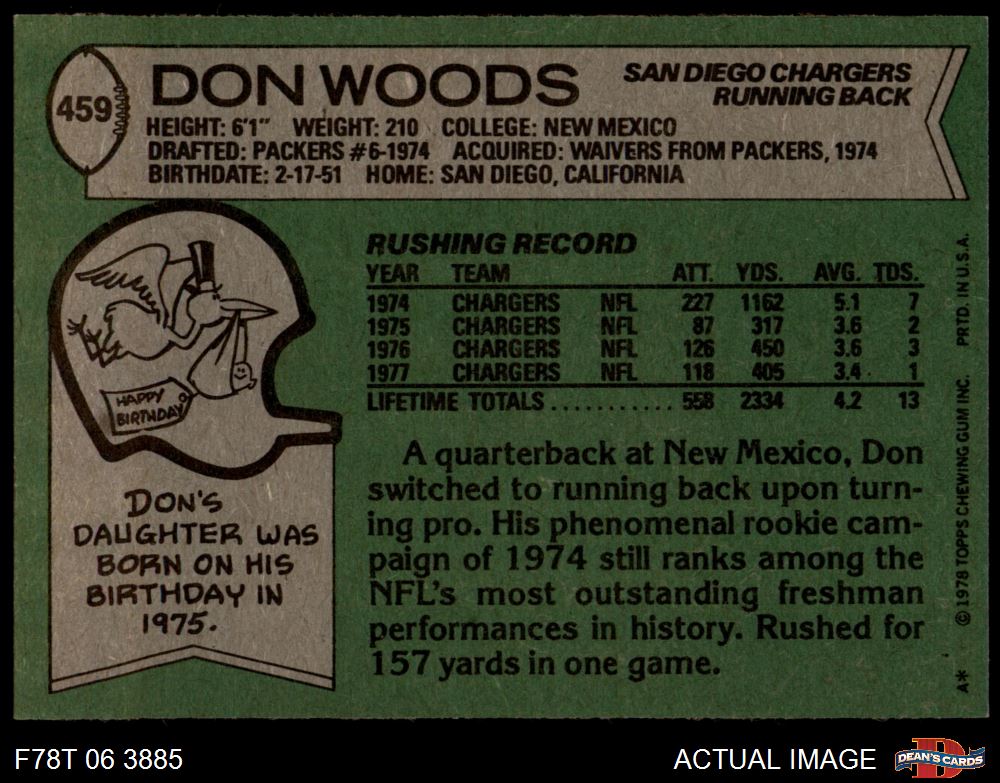 459
DON WOODS
SAN DIEGO CHARGERS
RUNNING BACK
HEIGHT: 6'1" WEIGHT: 210 COLLEGE: NEW MEXICO
DRAFTED: PACKERS #6-1974 ACQUIRED: WAIVERS FROM PACKERS, 1974
BIRTHDATE: 2-17-51 HOME: SAN DIEGO, CALIFORNIA
HAPPY
BIRTHDAY
DON'S
DAUGHTER WAS
BORN ON HIS
BIRTHDAY IN
1975.
RUSHING RECORD
YEAR TEAM ATT. YDS. AVG. TDS.
1974 CHARGERS NFL 227 1162 5.1 7
1975 CHARGERS NFL 87 317 3.6 2
1976 CHARGERS NFL 126 450 3.6 3
1977 CHARGERS NFL 118 405 3.4 1
LIFETIME TOTALS ........... 558 2334 4.2 13
A quarterback at New Mexico, Don
switched to running back upon turn-
ing pro. His phenomenal rookie cam-
paign of 1974 still ranks among the
NFL's most outstanding freshman
performances in history. Rushed for
157 yards in one game.
A* ©1978 TOPPS CHEWING GUM INC. PRTD. IN U.S.A.
F78T 06 3885
ACTUAL IMAGE
D
DEAN'S CARDS